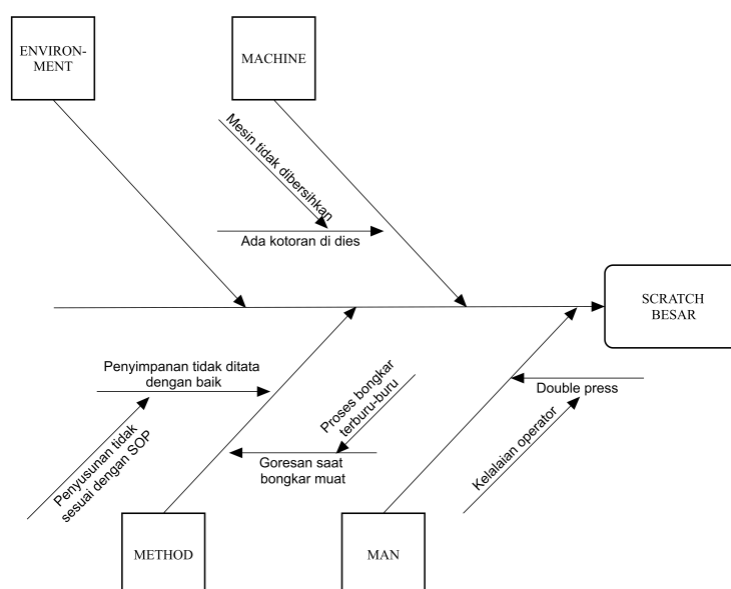 ENVIRON-
MENT
MACHINE
Mesin tidak dibersihkan
Ada kotoran di dies
SCRATCH
BESAR
Penyimpanan tidak ditata
dengan baik
Penyusunan tidak
sesuai dengan SOP
Proses bongkar
terburu-buru
Goresan saat
bongkar muat
Double press
Kelalaian operator
METHOD
MAN